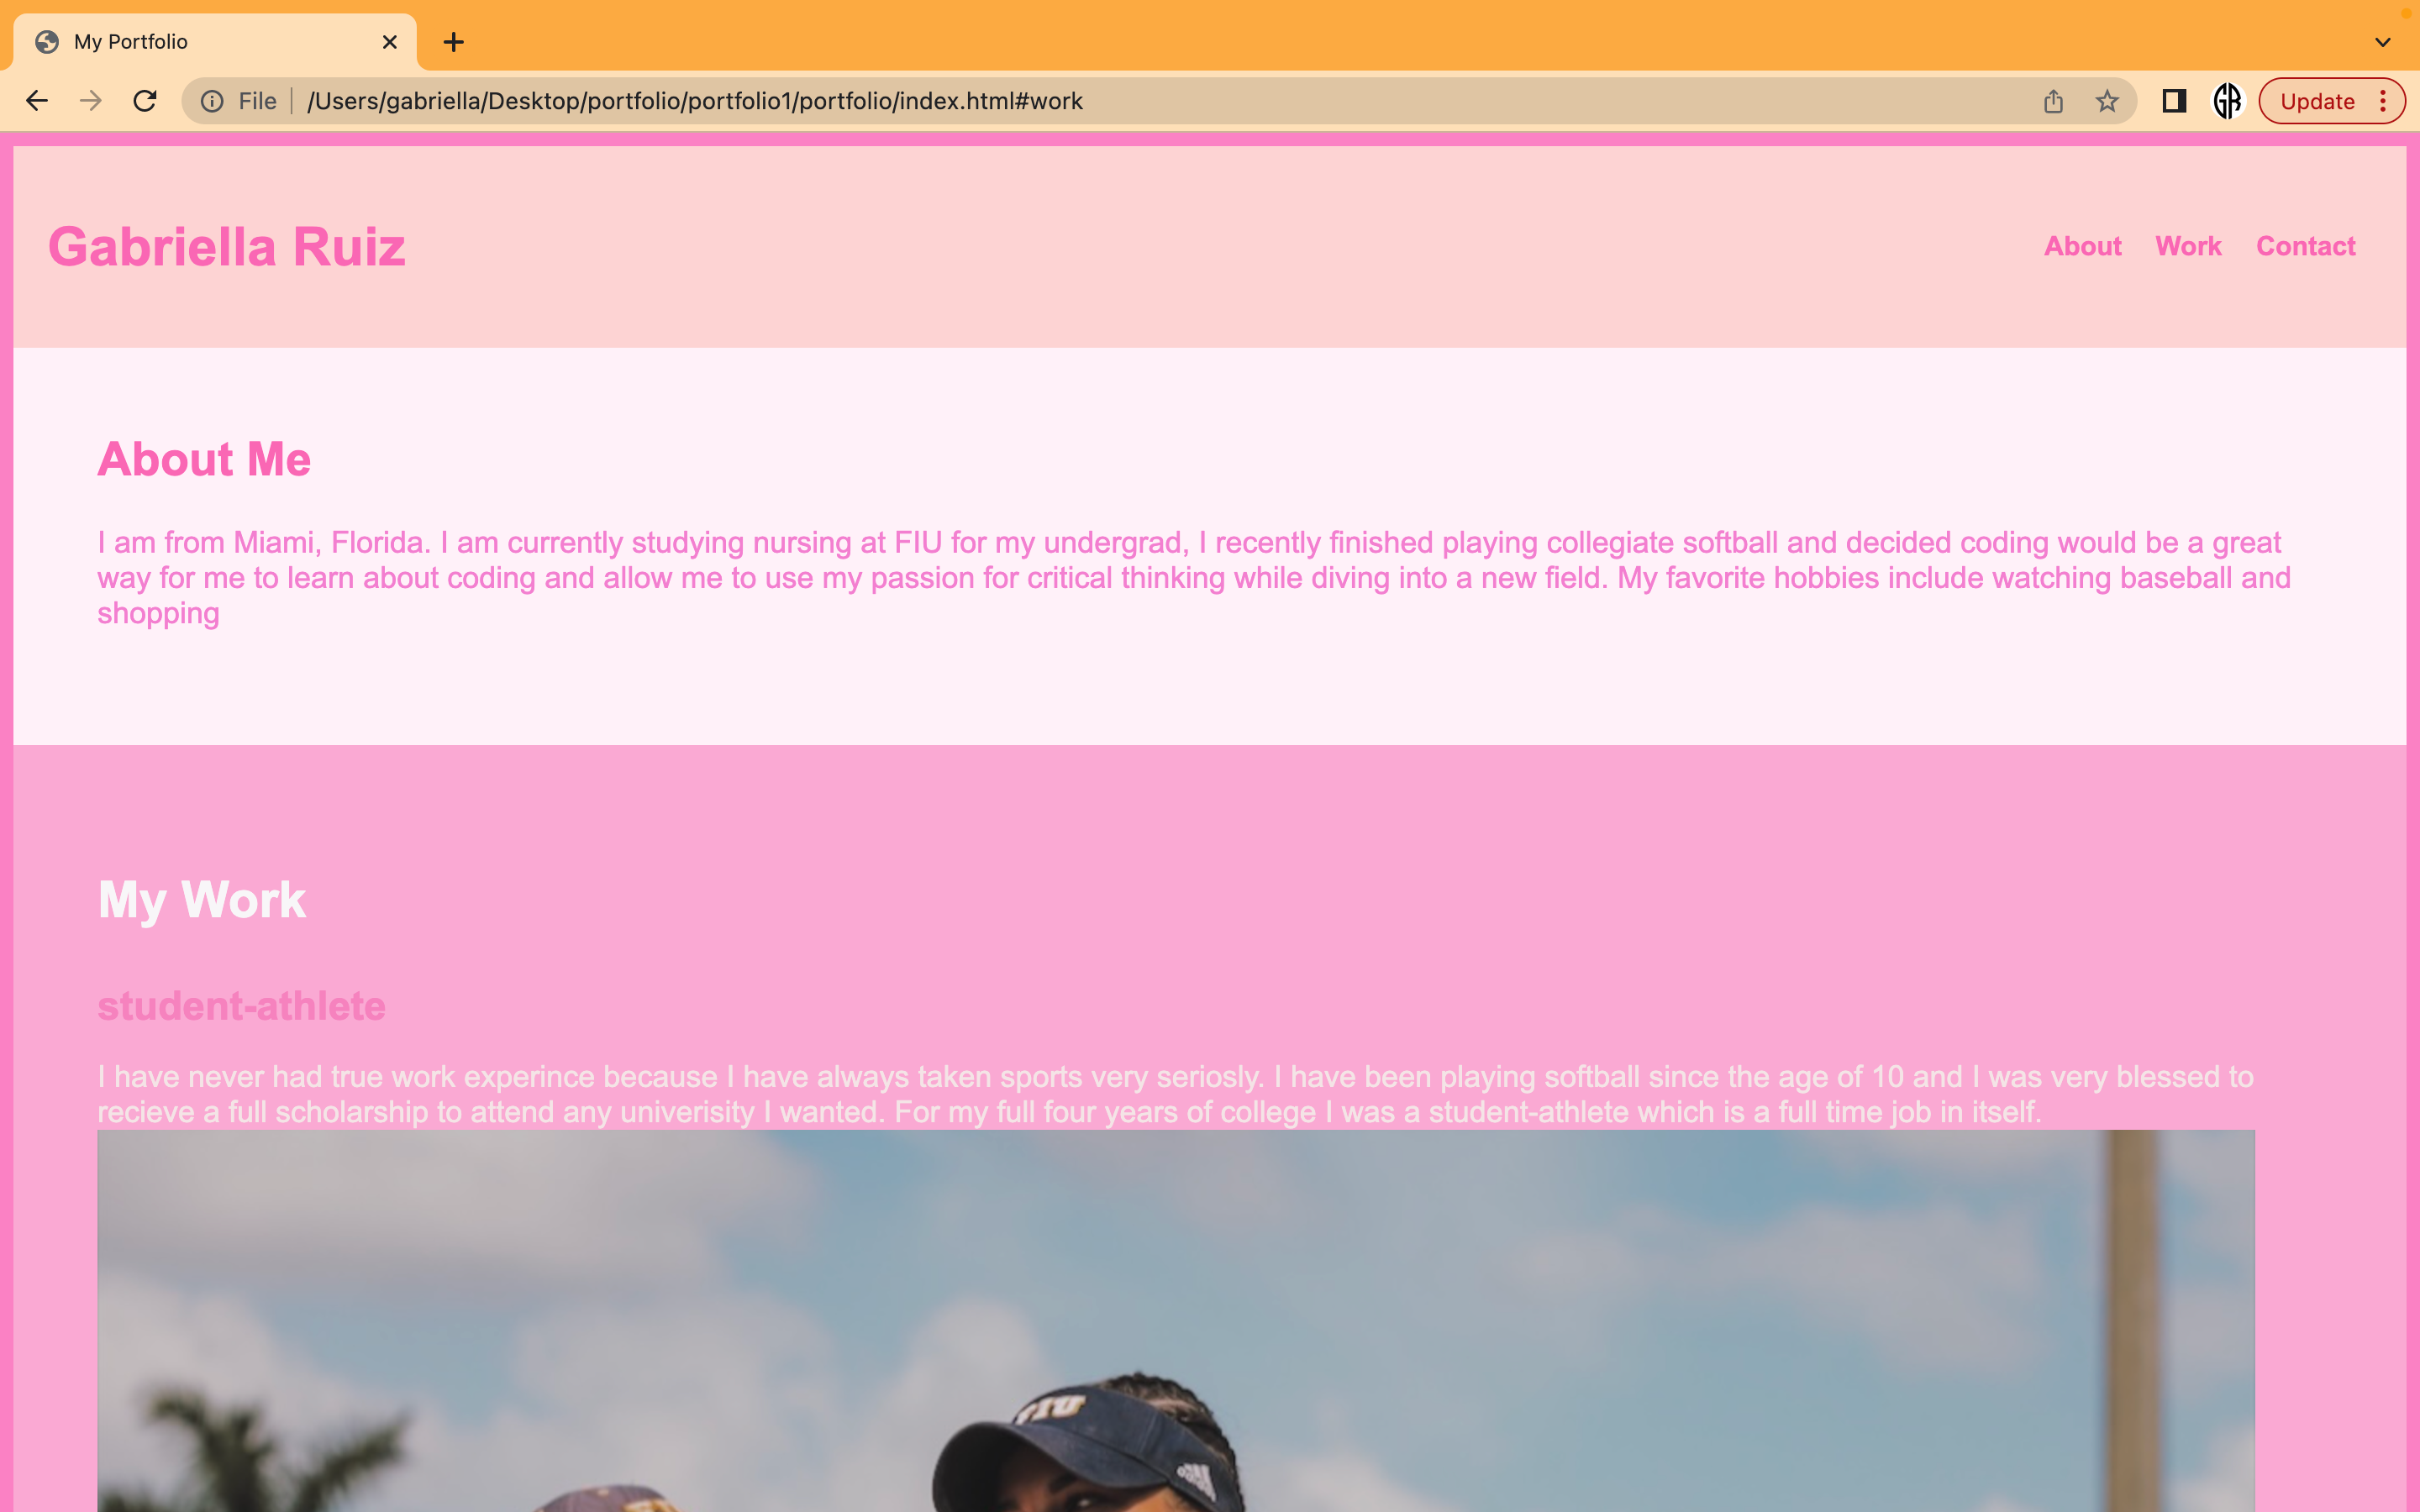 My Portfolio
File /Users/gabriella/Desktop/portfolio/portfolio1/portfolio/index.html#work
GR Update
Gabriella Ruiz
About Work Contact
About Me
I am from Miami, Florida. I am currently studying nursing at FIU for my undergrad, I recently finished playing collegiate softball and decided coding would be a great
way for me to learn about coding and allow me to use my passion for critical thinking while diving into a new field. My favorite hobbies include watching baseball and
shopping
My Work
student-athlete
I have never had true work experince because I have always taken sports very seriosly. I have been playing softball since the age of 10 and I was very blessed to
recieve a full scholarship to attend any univerisity I wanted. For my full four years of college I was a student-athlete which is a full time job in itself.
FIU